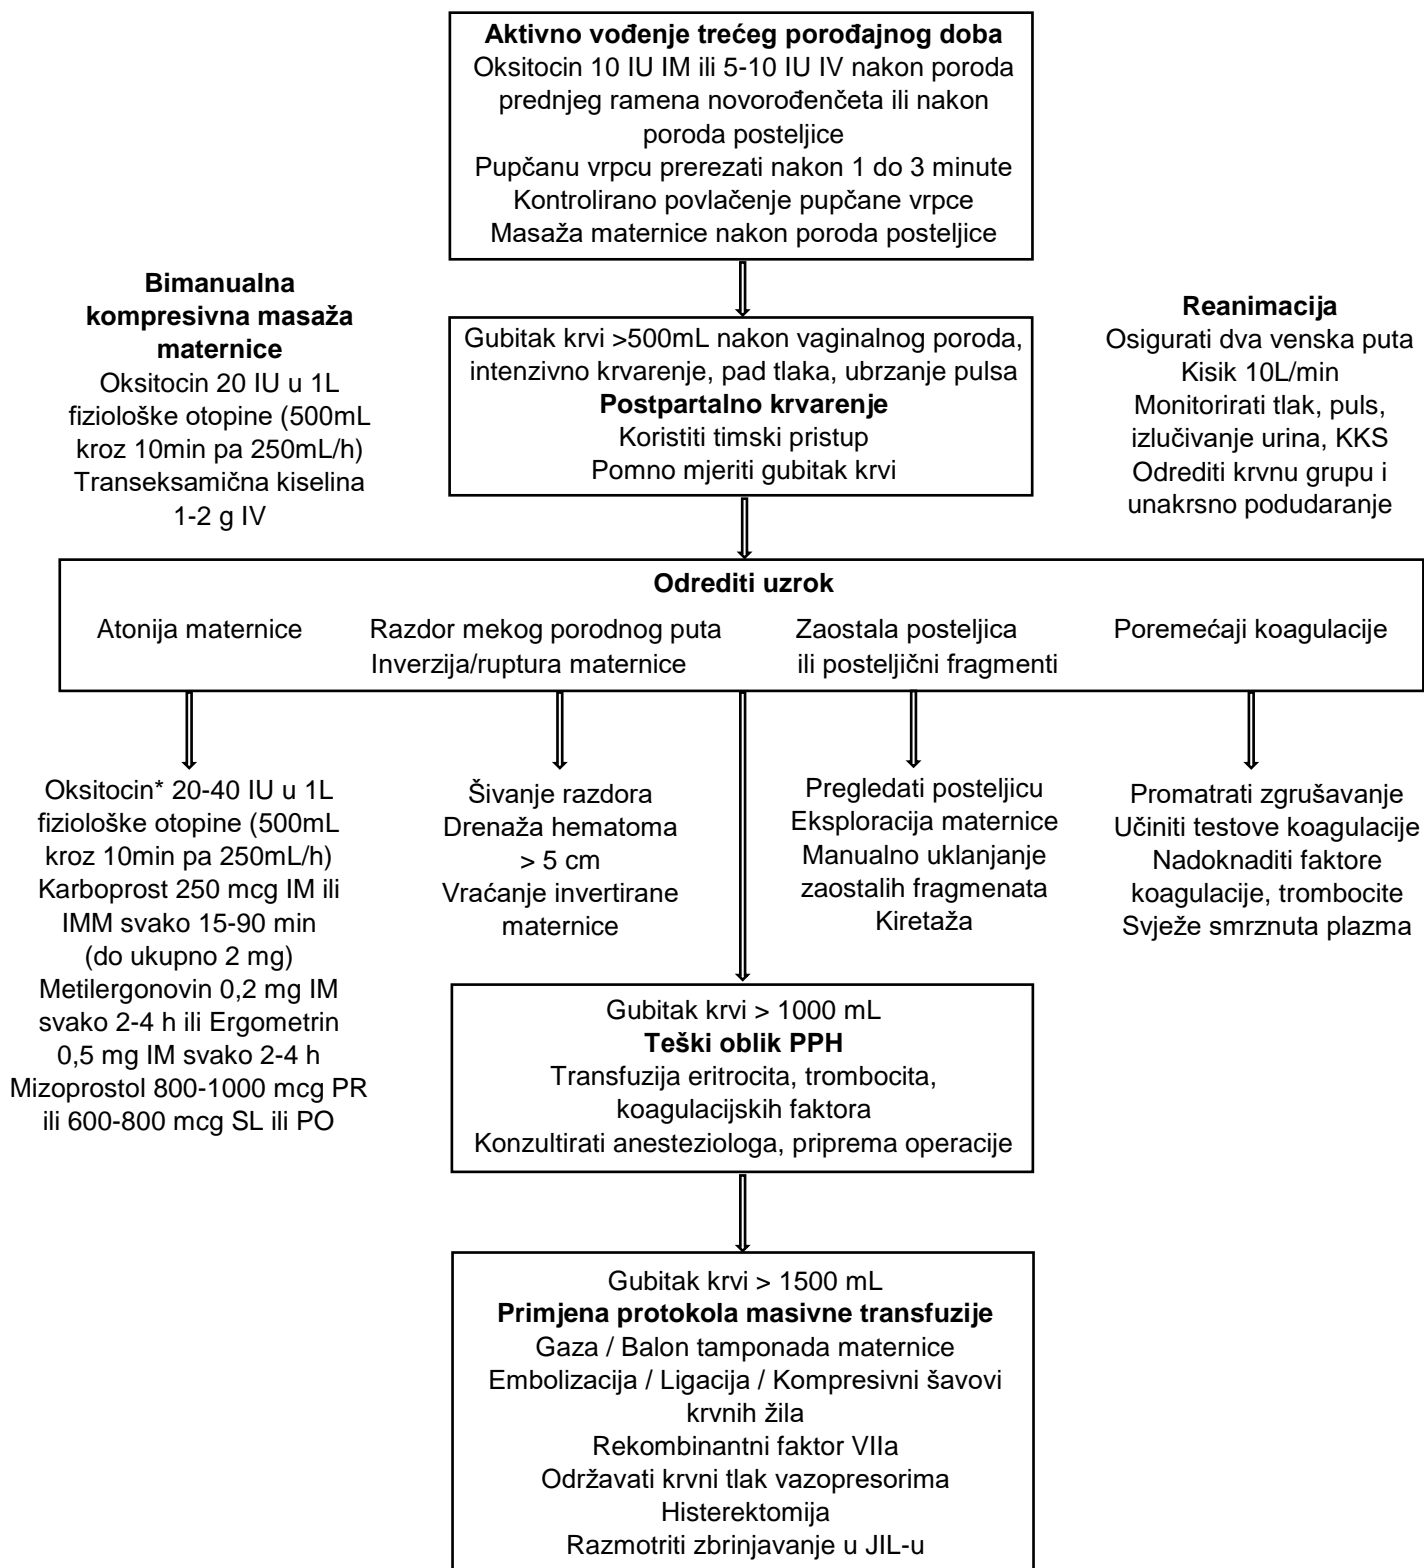 Aktivno vođenje trećeg porođajnog doba
Oksitocin 10 IU IM ili 5-10 IU IV nakon poroda
prednjeg ramena novorođenčeta ili nakon
poroda posteljice
Pupčanu vrpcu prerezati nakon 1 do 3 minute
Kontrolirano povlačenje pupčane vrpce
Masaža maternice nakon poroda posteljice
Bimanualna
kompresivna masaža
maternice
Oksitocin 20 IU u 1L
fiziološke otopine (500mL
kroz 10min pa 250mL/h)
Transeksamična kiselina
1-2 g IV
Gubitak krvi >500mL nakon vaginalnog poroda,
intenzivno krvarenje, pad tlaka, ubrzanje pulsa
Postpartalno krvarenje
Koristiti timski pristup
Pomno mjeriti gubitak krvi
Reanimacija
Osigurati dva venska puta
Kisik 10L/min
Monitorirati tlak, puls,
izlučivanje urina, KKS
Odrediti krvnu grupu i
unakrsno podudaranje
Odrediti uzrok
Atonija maternice
Razdor mekog porodnog puta
Inverzija/ruptura maternice
Zaostala posteljica
ili posteljični fragmenti
Poremećaji koagulacije
Oksitocin* 20-40 IU u 1L
fiziološke otopine (500mL
kroz 10min pa 250mL/h)
Karboprost 250 mcg IM ili
IMM svako 15-90 min
(do ukupno 2 mg)
Metilergonovin 0,2 mg IM
svako 2-4 h ili Ergometrin
0,5 mg IM svako 2-4 h
Mizoprostol 800-1000 mcg PR
ili 600-800 mcg SL ili PO
Šivanje razdora
Drenaža hematoma
> 5 cm
Vraćanje invertirane
maternice
Pregledati posteljicu
Eksploracija maternice
Manualno uklanjanje
zaostalih fragmenata
Kiretaža
Promatrati zgrušavanje
Učiniti testove koagulacije
Nadoknaditi faktore
koagulacije, trombocite
Svježe smrznuta plazma
Gubitak krvi > 1000 mL
Teški oblik PPH
Transfuzija eritrocita, trombocita,
koagulacijskih faktora
Konzultirati anesteziologa, priprema operacije
Gubitak krvi > 1500 mL
Primjena protokola masivne transfuzije
Gaza / Balon tamponada maternice
Embolizacija / Ligacija / Kompresivni šavovi
krvnih žila
Rekombinantni faktor VIIa
Održavati krvni tlak vazopresorima
Histerektomija
Razmotriti zbrinjavanje u JIL-u